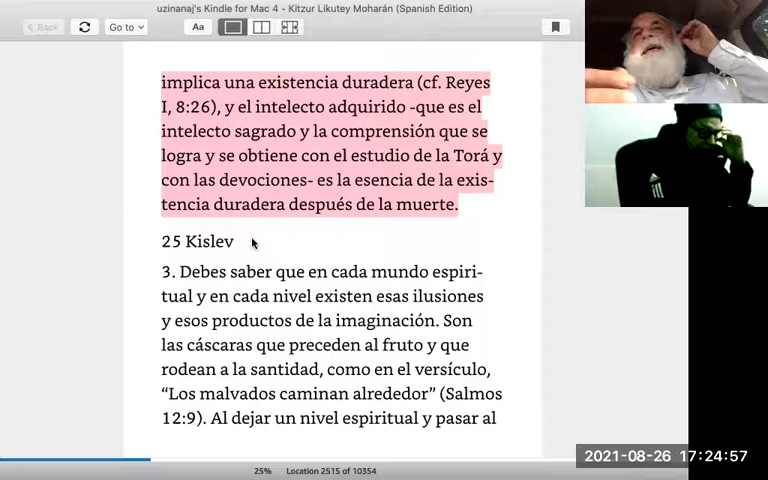 uzinanaj's Kindle for Mac 4 - Kitzur Likutey Moharán (Spanish Edition)
Back
Go to
Aa
implica una existencia duradera (cf. Reyes
I, 8:26), y el intelecto adquirido -que es el
intelecto sagrado y la comprensión que se
logra y se obtiene con el estudio de la Torá y
con las devociones- es la esencia de la exis-
tencia duradera después de la muerte.
25 Kislev
3. Debes saber que en cada mundo espiri-
tual y en cada nivel existen esas ilusiones
y esos productos de la imaginación. Son
las cáscaras que preceden al fruto y que
rodean a la santidad, como en el versículo,
“Los malvados caminan alrededor” (Salmos
12:9). Al dejar un nivel espiritual y pasar al
25%
Location 2515 of 10354
2021-08-26 17:24:57